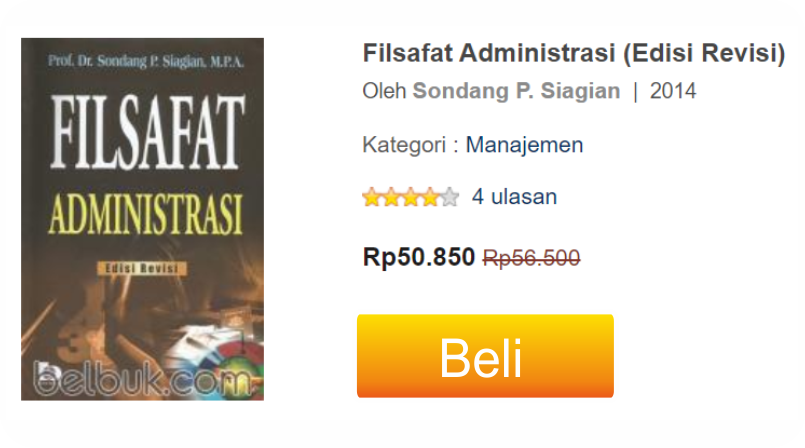 Prof. Dr. Sondang P. Siagian, M.P.A.
FILSAFAT
ADMINISTRASI
Edisi Revisi
belbuk.com
Filsafat Administrasi (Edisi Revisi)
Oleh Sondang P. Siagian | 2014
Kategori : Manajemen
4 ulasan
Rp50.850 Rp56.500
Beli